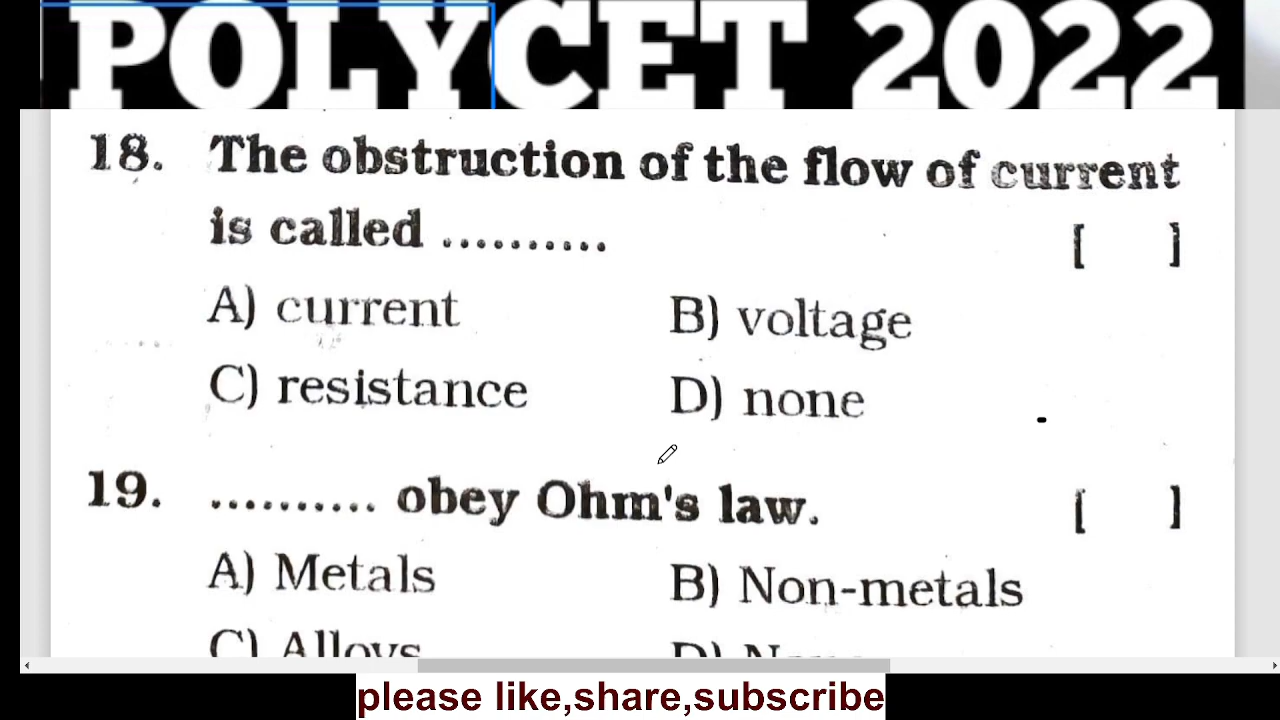 POLYCET 2022
18. The obstruction of the flow of current
is called .......... [ ]
A) current B) voltage
C) resistance D) none
19. .......... obey Ohm's law. [ ]
A) Metals B) Non-metals
C) Alloys D)
please like,share,subscribe